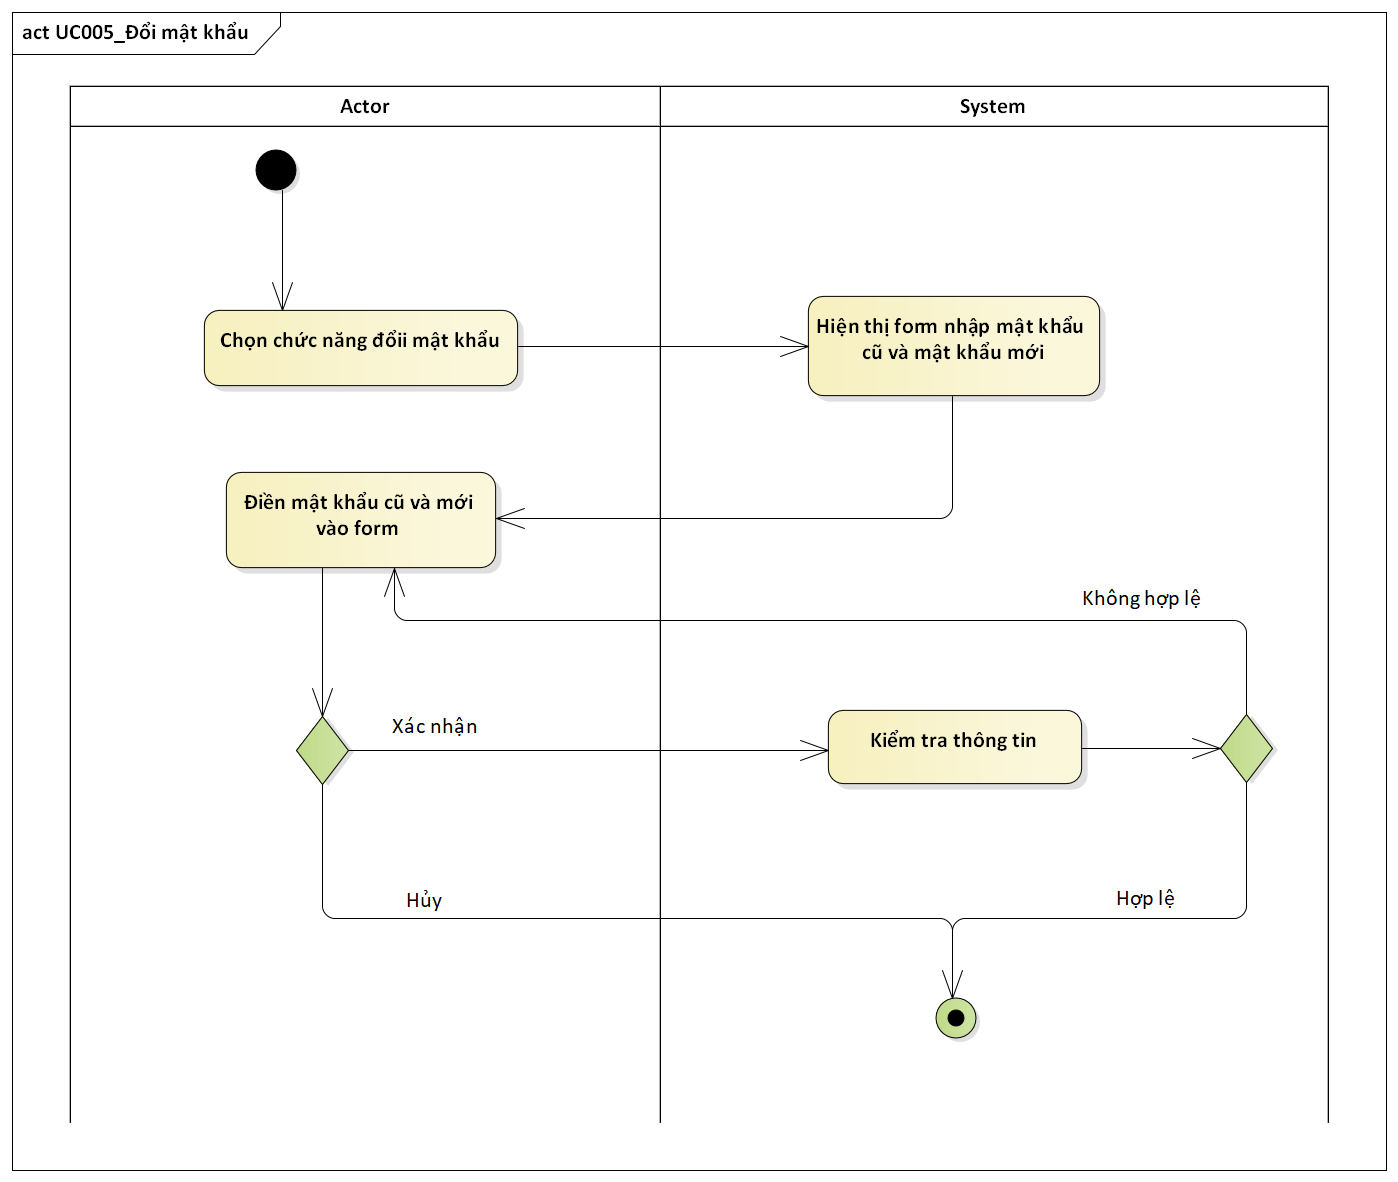 act UC005_Đổi mật khẩu
Actor
System
Chọn chức năng đổii mật khẩu
Hiện thị form nhập mật khẩu
cũ và mật khẩu mới
Điền mật khẩu cũ và mới
vào form
Không hợp lệ
Xác nhận
Kiểm tra thông tin
Hủy
Hợp lệ